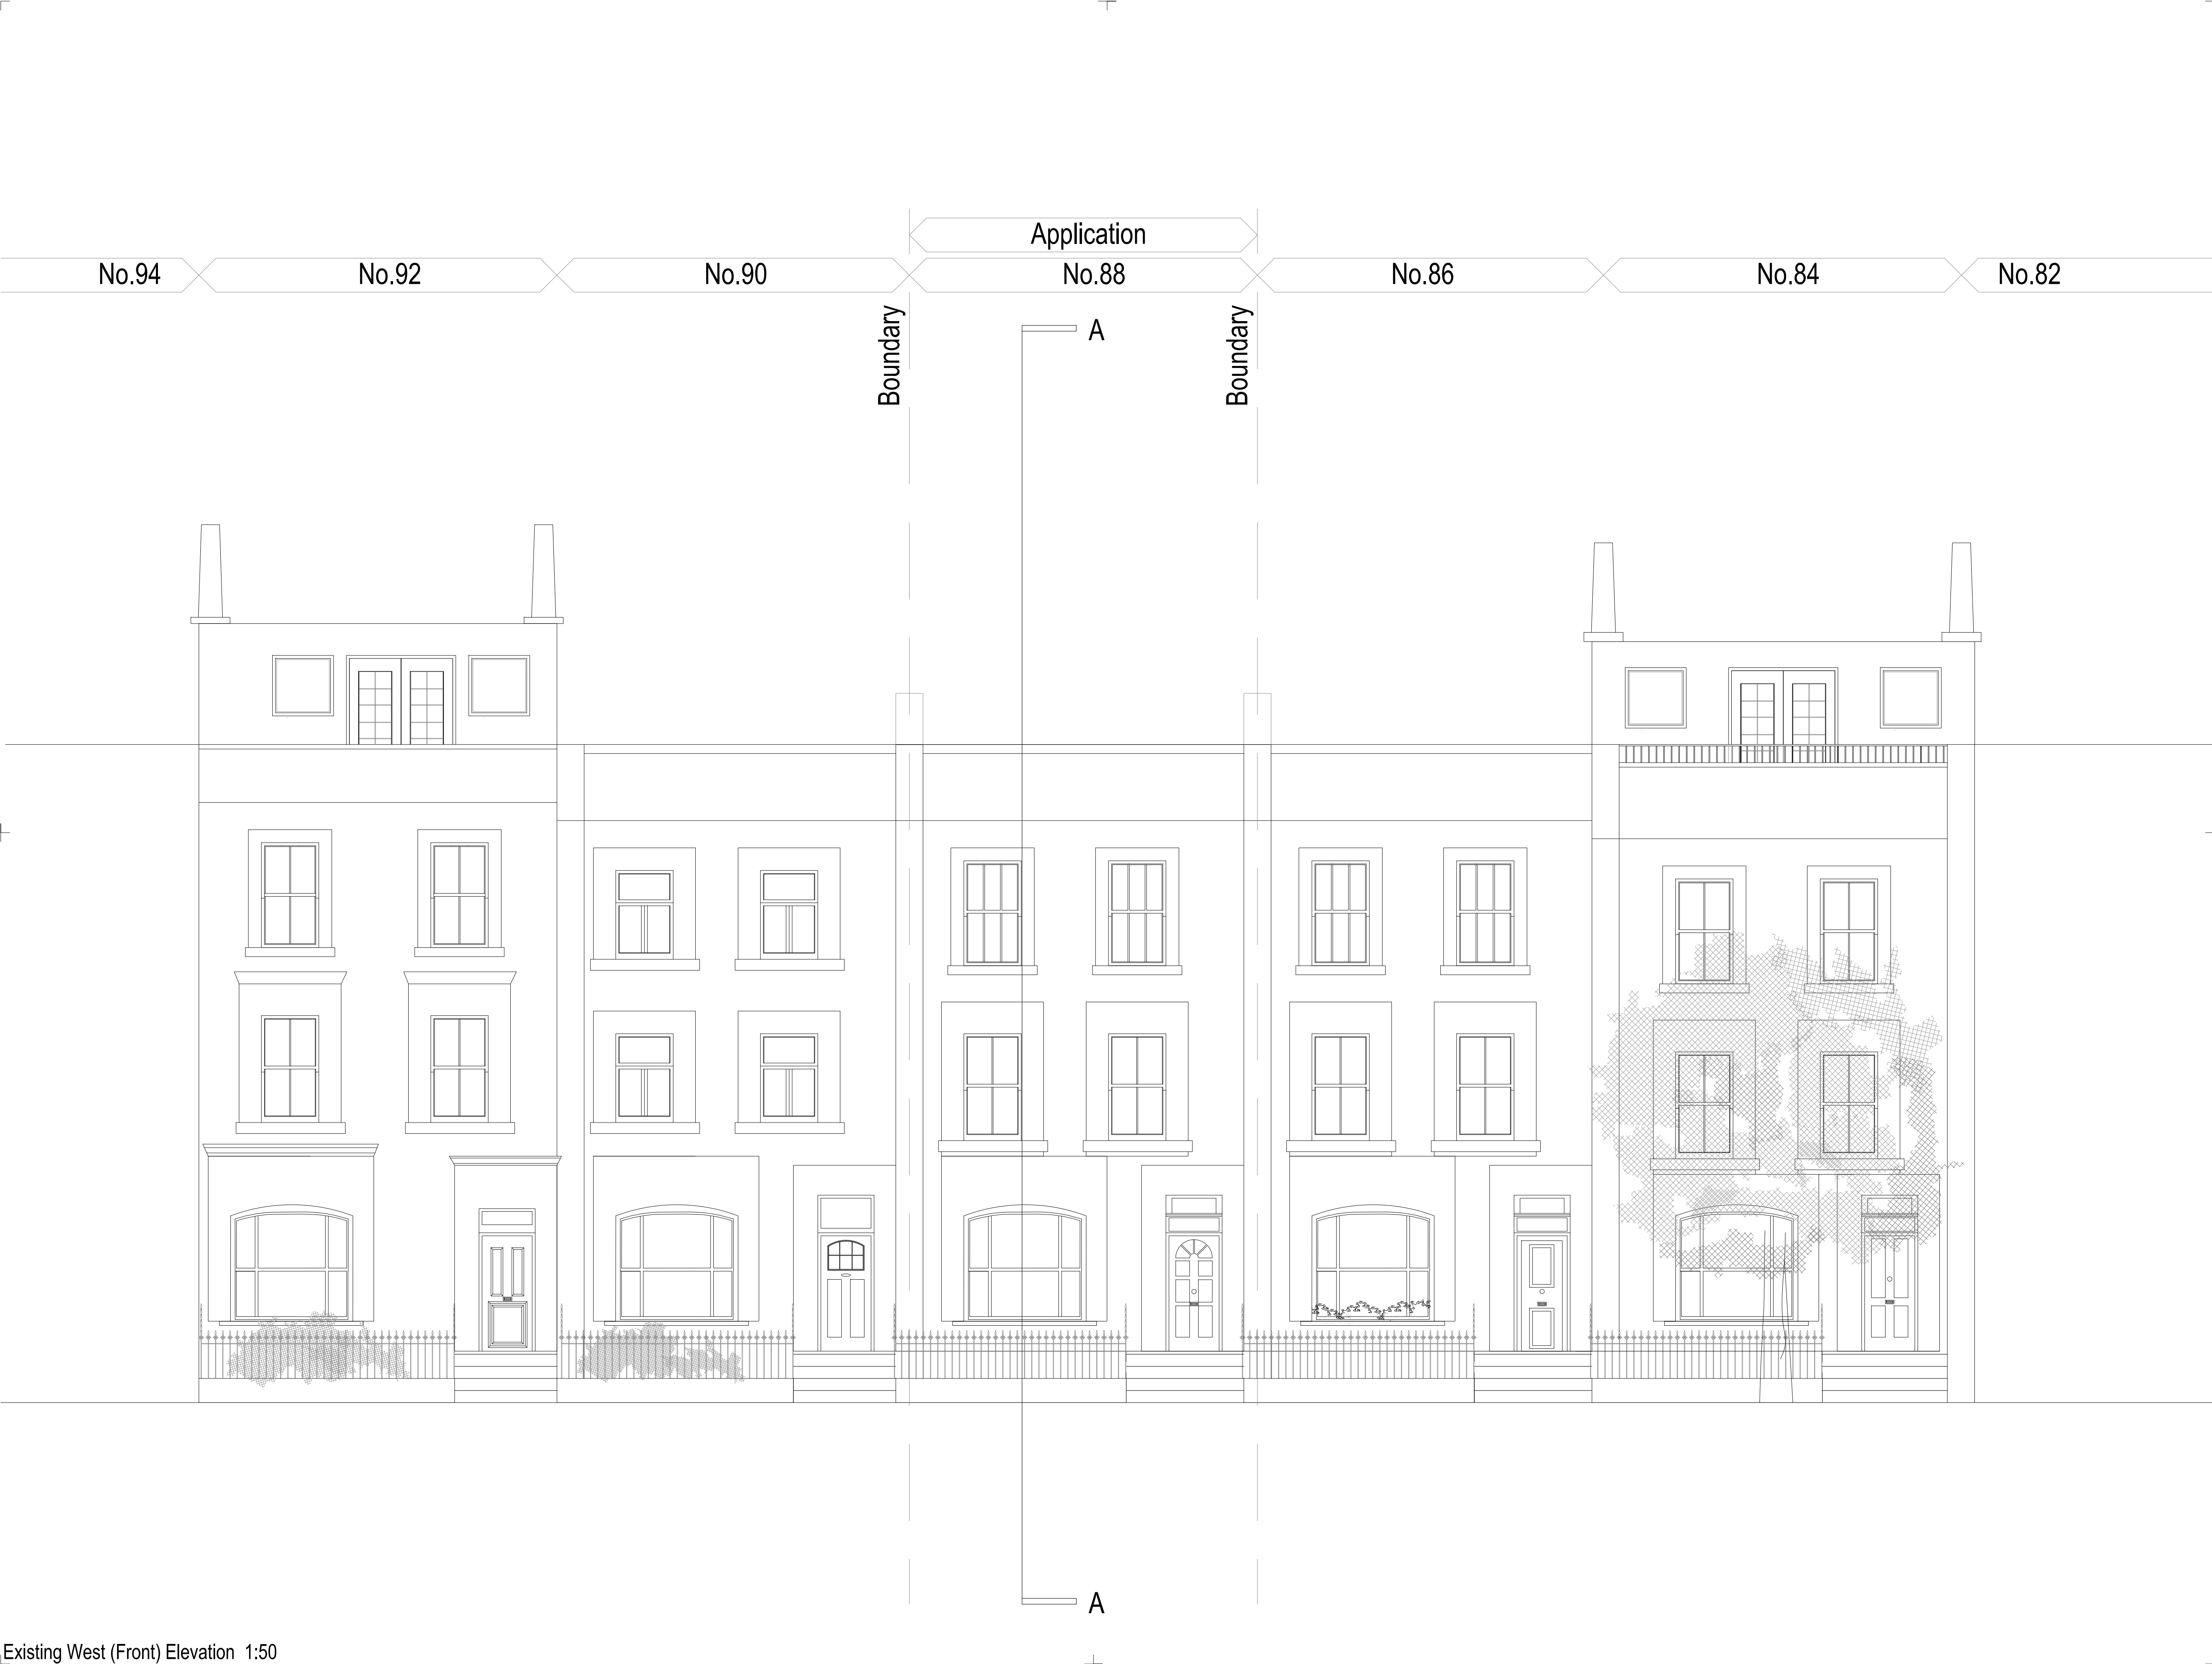 Application
No.94
No.92
No.90
No.88
No.86
No.84
No.82
Boundary
Boundary
A
A
Existing West (Front) Elevation 1:50